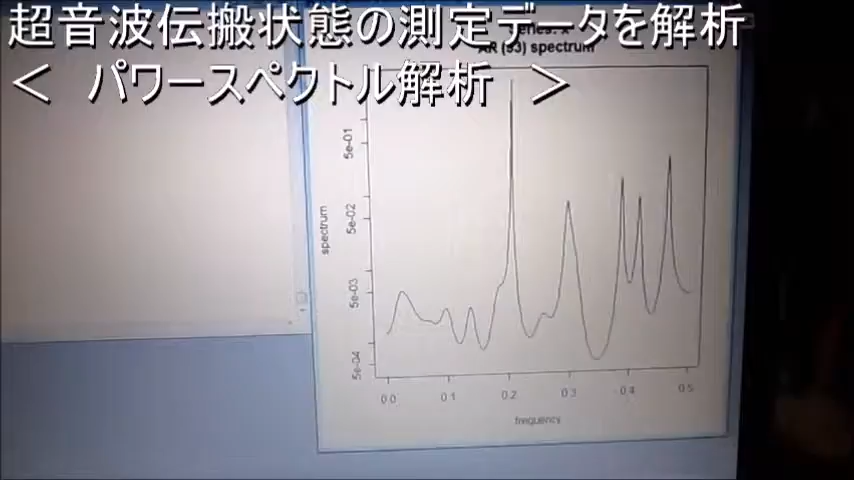 超音波伝搬状態の測定データを解析
＜　パワースペクトル解析　＞
Series: x
AR (93) spectrum
spectrum
5e-01
5e-02
5e-03
5e-04
0.0 0.1 0.2 0.3 0.4 0.5
frequency